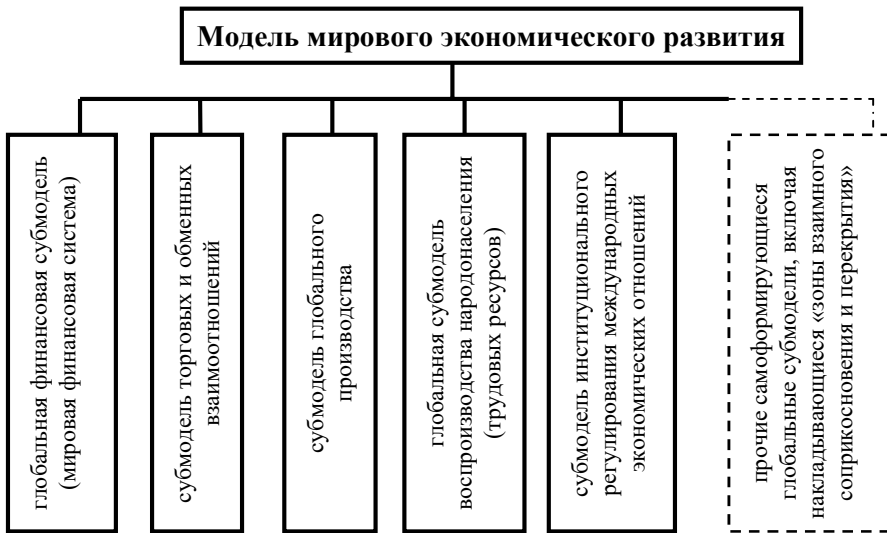 Модель мирового экономического развития
глобальная финансовая субмодель
(мировая финансовая система)
субмодель торговых и обменных
взаимоотношений
субмодель глобального
производства
глобальная субмодель
воспроизводства народонаселения
(трудовых ресурсов)
субмодель институционального
регулирования международных
экономических отношений
прочие самоформирующиеся
глобальные субмодели, включая
накладывающиеся «зоны взаимного
соприкосновения и перекрытия»